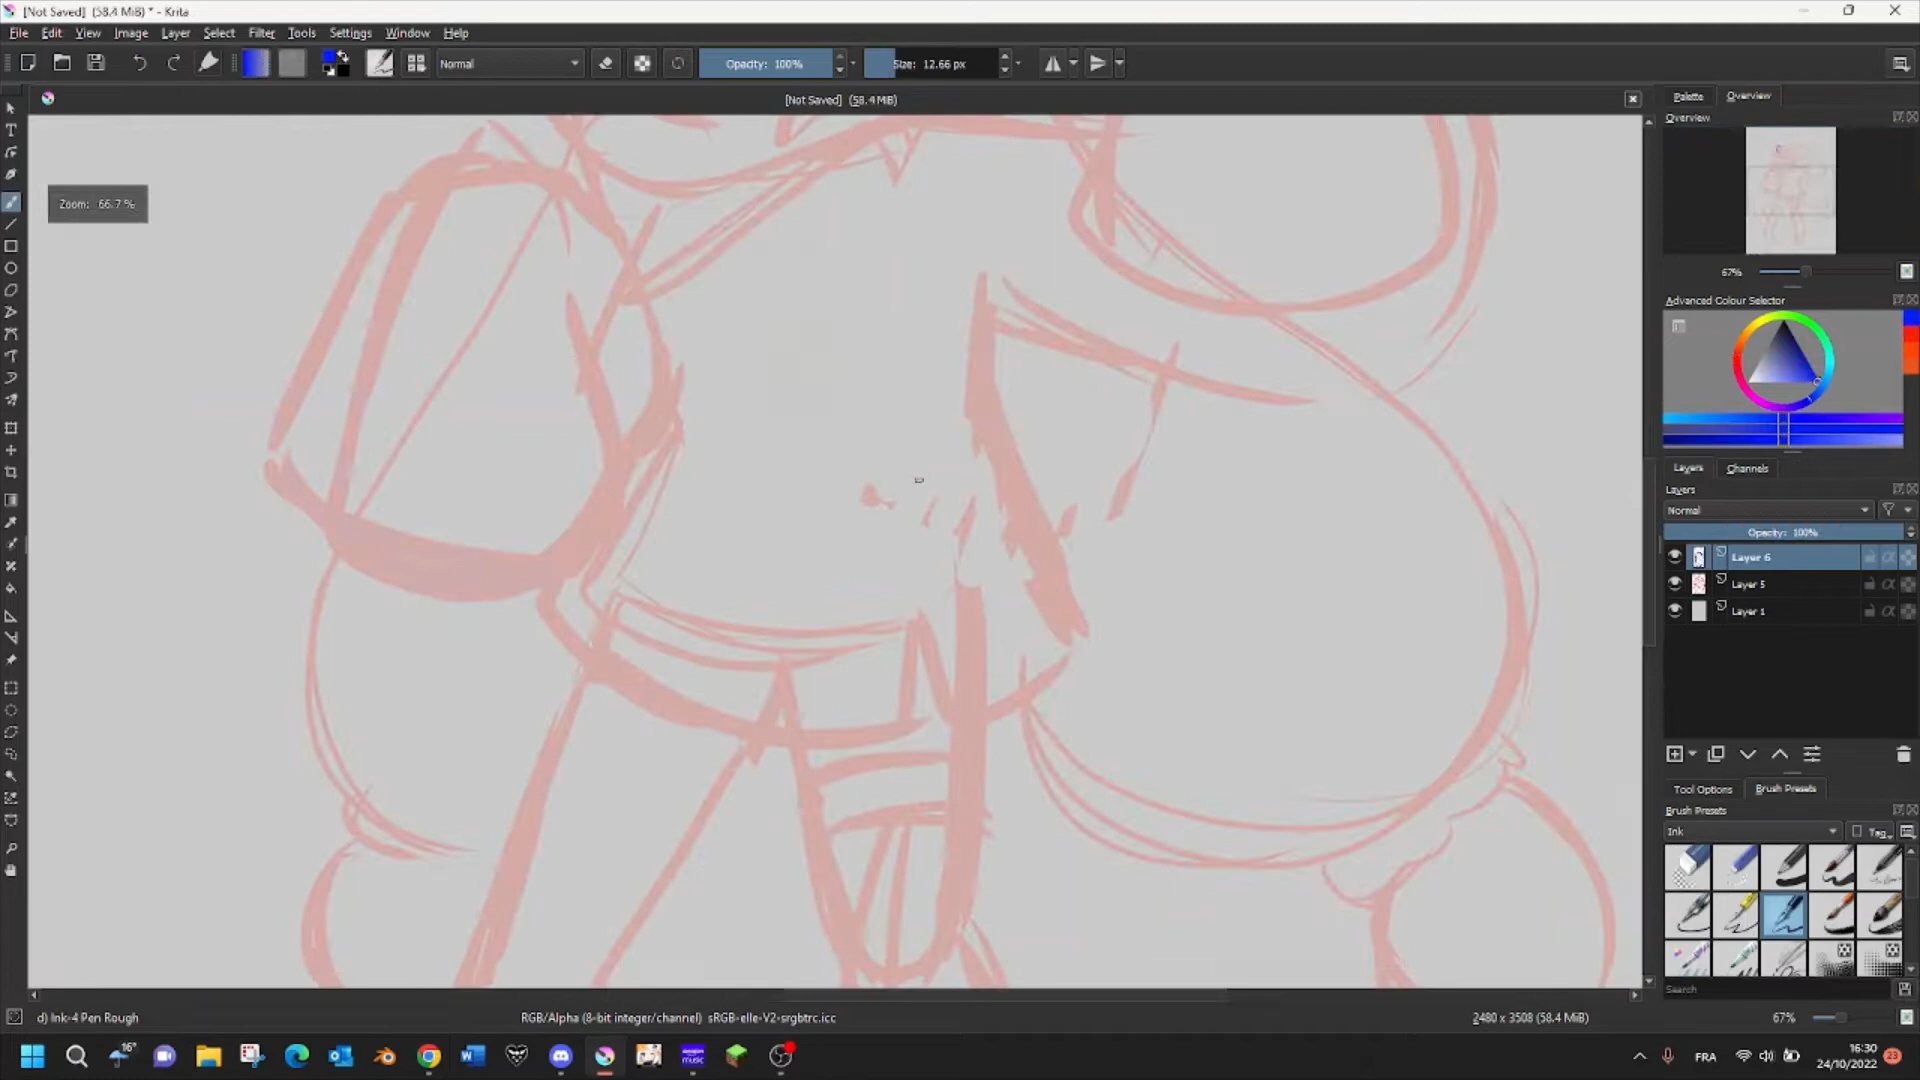 [Not Saved] (58.4 MiB) * - Krita
File Edit View Image Layer Select Filter Tools Settings Window Help
Normal
Opacity: 100%
Size: 12.66 px
[Not Saved] (58.4 MiB)
Palette Overview
Overview
Zoom: 66.7 %
67%
Advanced Colour Selector
Layers Channels
Layers
Normal
Opacity: 100%
Layer 6
Layer 5
Layer 1
Tool Options Brush Presets
Brush Presets
Ink
Tag
Search
d) Ink-4 Pen Rough
RGB/Alpha (8-bit integer/channel) sRGB-elle-V2-srgbtrc.icc
2480 x 3508 (58.4 MiB)
67%
16°
W
amazon music
FRA
16:30
24/10/2022
23